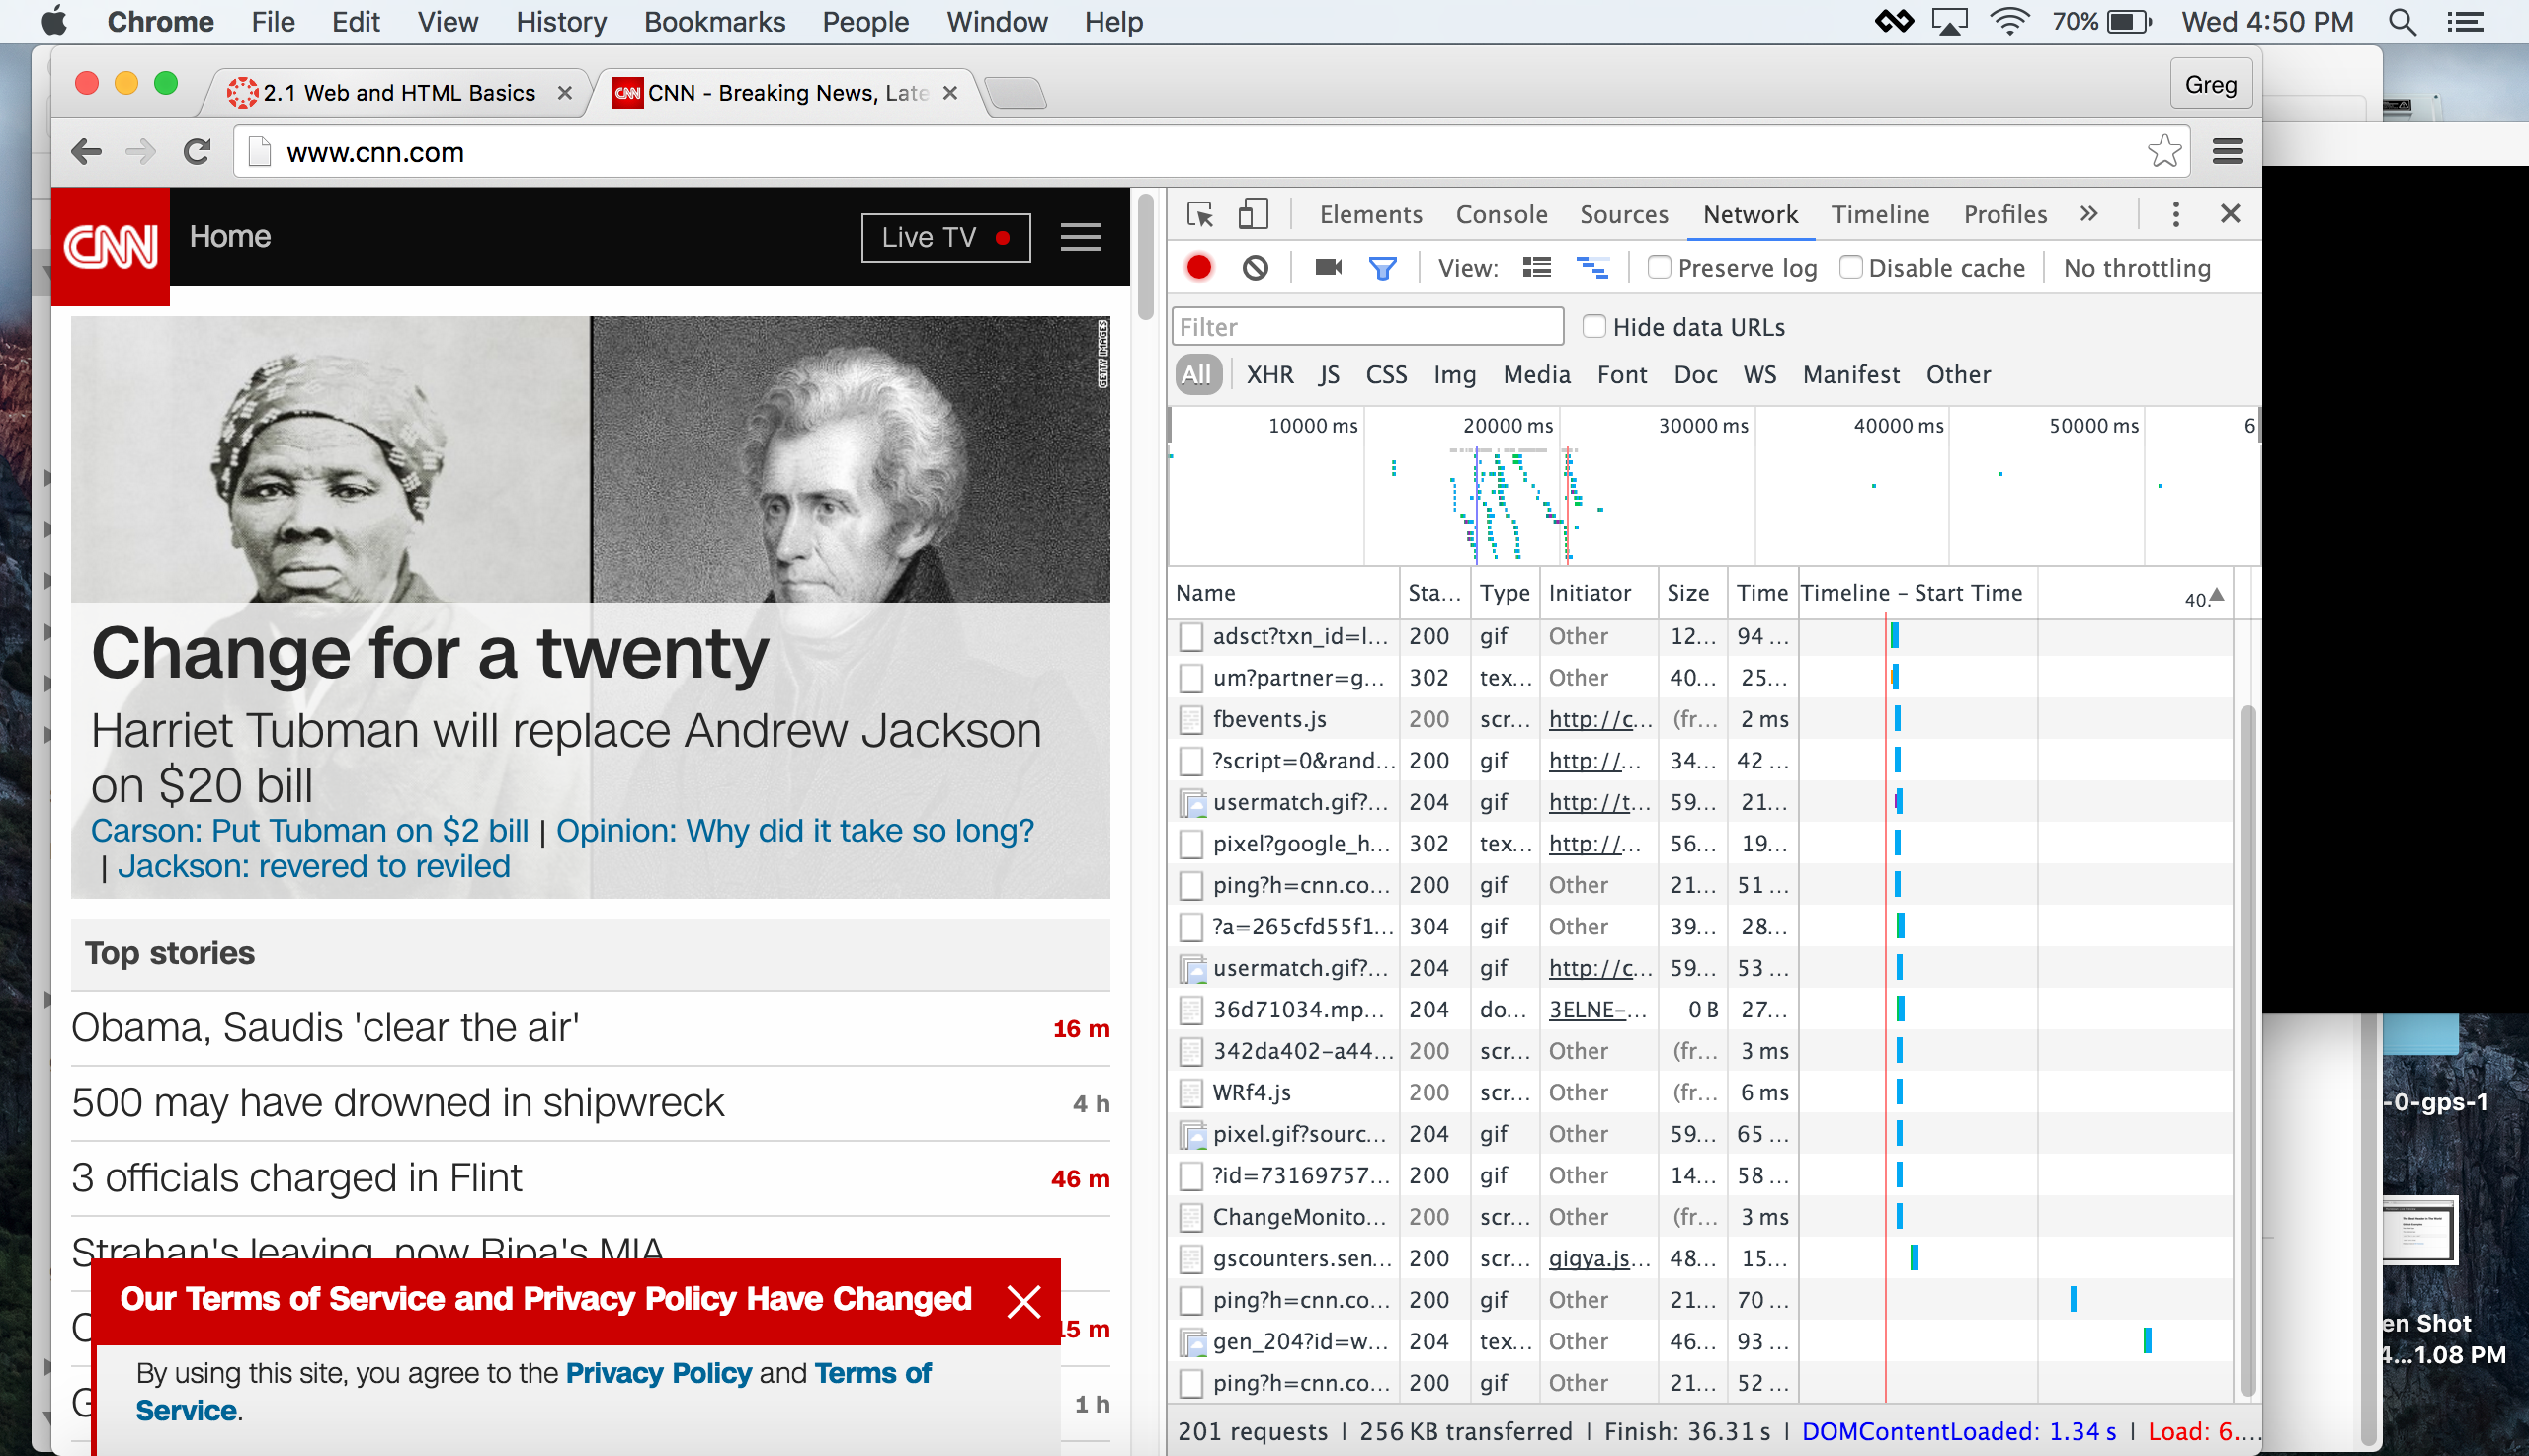 Chrome File Edit View History Bookmarks People Window Help 70% Wed 4:50 PM
2.1 Web and HTML Basics CNN CNN - Breaking News, Late Greg
www.cnn.com
CNN Home Live TV
GETTY IMAGES
Change for a twenty
Harriet Tubman will replace Andrew Jackson
on $20 bill
Carson: Put Tubman on $2 bill | Opinion: Why did it take so long?
| Jackson: revered to reviled
Top stories
Obama, Saudis 'clear the air' 16 m
500 may have drowned in shipwreck 4 h
3 officials charged in Flint 46 m
Strahan's leaving, now Ripa's MIA
15 m
1 h
Our Terms of Service and Privacy Policy Have Changed
By using this site, you agree to the Privacy Policy and Terms of
Service.
Elements Console Sources Network Timeline Profiles »
View: Preserve log Disable cache No throttling
Filter Hide data URLs
All XHR JS CSS Img Media Font Doc WS Manifest Other
10000 ms 20000 ms 30000 ms 40000 ms 50000 ms 6
Name Sta... Type Initiator Size Time Timeline – Start Time 40.
adsct?txn_id=l... 200 gif Other 12... 94 ...
um?partner=g... 302 tex... Other 40... 25...
fbevents.js 200 scr... http://c... (fr... 2 ms
?script=0&rand... 200 gif http://... 34... 42 ...
usermatch.gif?... 204 gif http://t... 59... 21...
pixel?google_h... 302 tex... http://... 56... 19...
ping?h=cnn.co... 200 gif Other 21... 51 ...
?a=265cfd55f1... 304 gif Other 39... 28...
usermatch.gif?... 204 gif http://c... 59... 53 ...
36d71034.mp... 204 do... 3ELNE-... 0 B 27...
342da402-a44... 200 scr... Other (fr... 3 ms
WRf4.js 200 scr... Other (fr... 6 ms
pixel.gif?sourc... 204 gif Other 59... 65 ...
?id=73169757... 200 gif Other 14... 58 ...
ChangeMonito... 200 scr... Other (fr... 3 ms
gscounters.sen... 200 scr... gigya.js... 48... 15...
ping?h=cnn.co... 200 gif Other 21... 70 ...
gen_204?id=w... 204 tex... Other 46... 93 ...
ping?h=cnn.co... 200 gif Other 21... 52 ...
201 requests | 256 KB transferred | Finish: 36.31 s | DOMContentLoaded: 1.34 s | Load: 6....
-0-gps-1
en Shot
4...1.08 PM